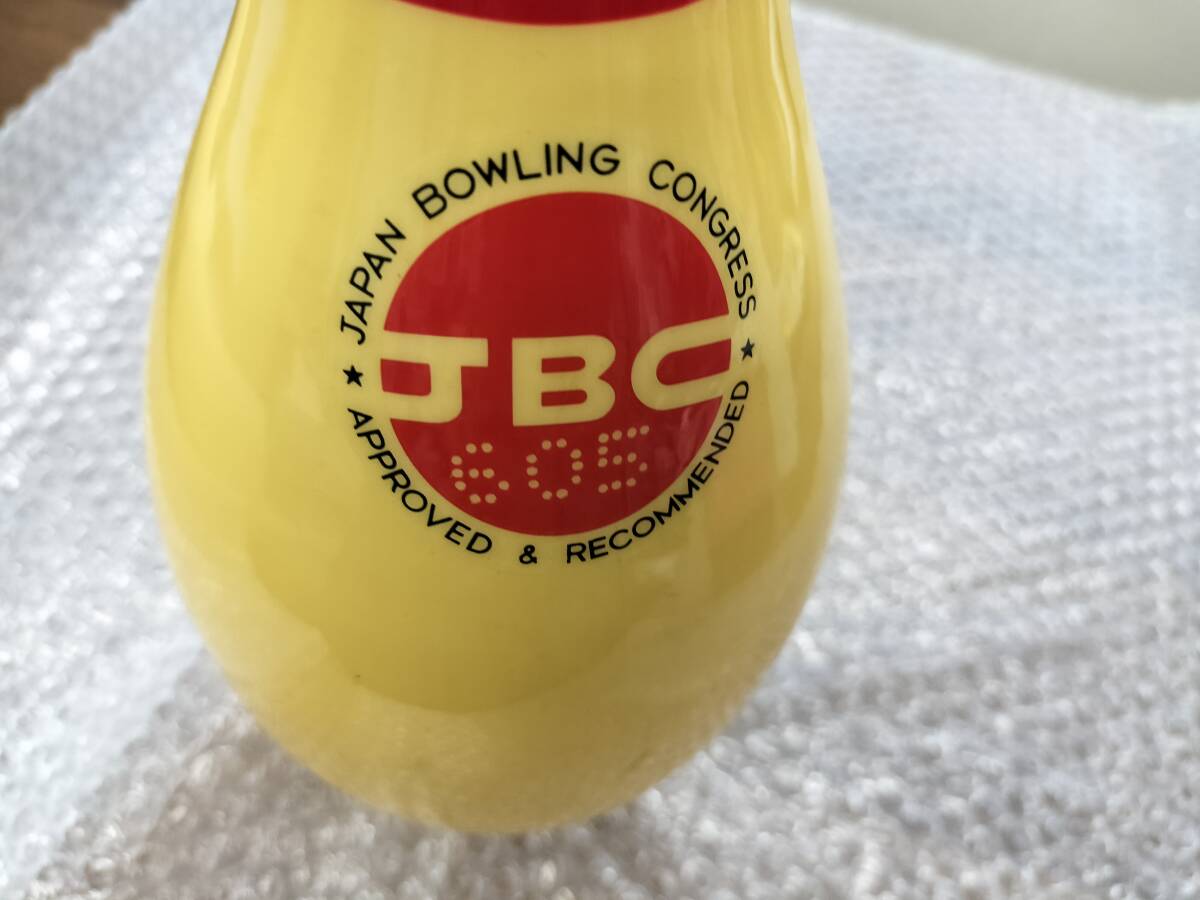 JAPAN BOWLING CONGRESS
JBC
605
★ APPROVED & RECOMMENDED ★